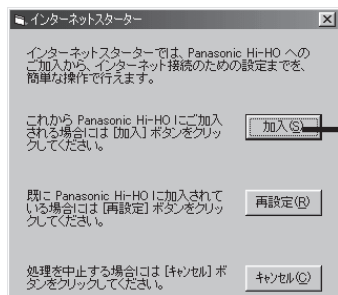 インターネットスターター
インターネットスターターでは、Panasonic Hi-HO への
ご加入から、インターネット接続のための設定までを、
簡単な操作で行えます。
これから Panasonic Hi-HO にご加入
される場合には [加入] ボタンをクリッ
クしてください。
加入(S)
既に Panasonic Hi-HO に加入されて
いる場合には [再設定] ボタンをクリッ
クしてください。
再設定(R)
処理を中止する場合には [キャンセル] ボ
タンをクリックしてください。
キャンセル(C)